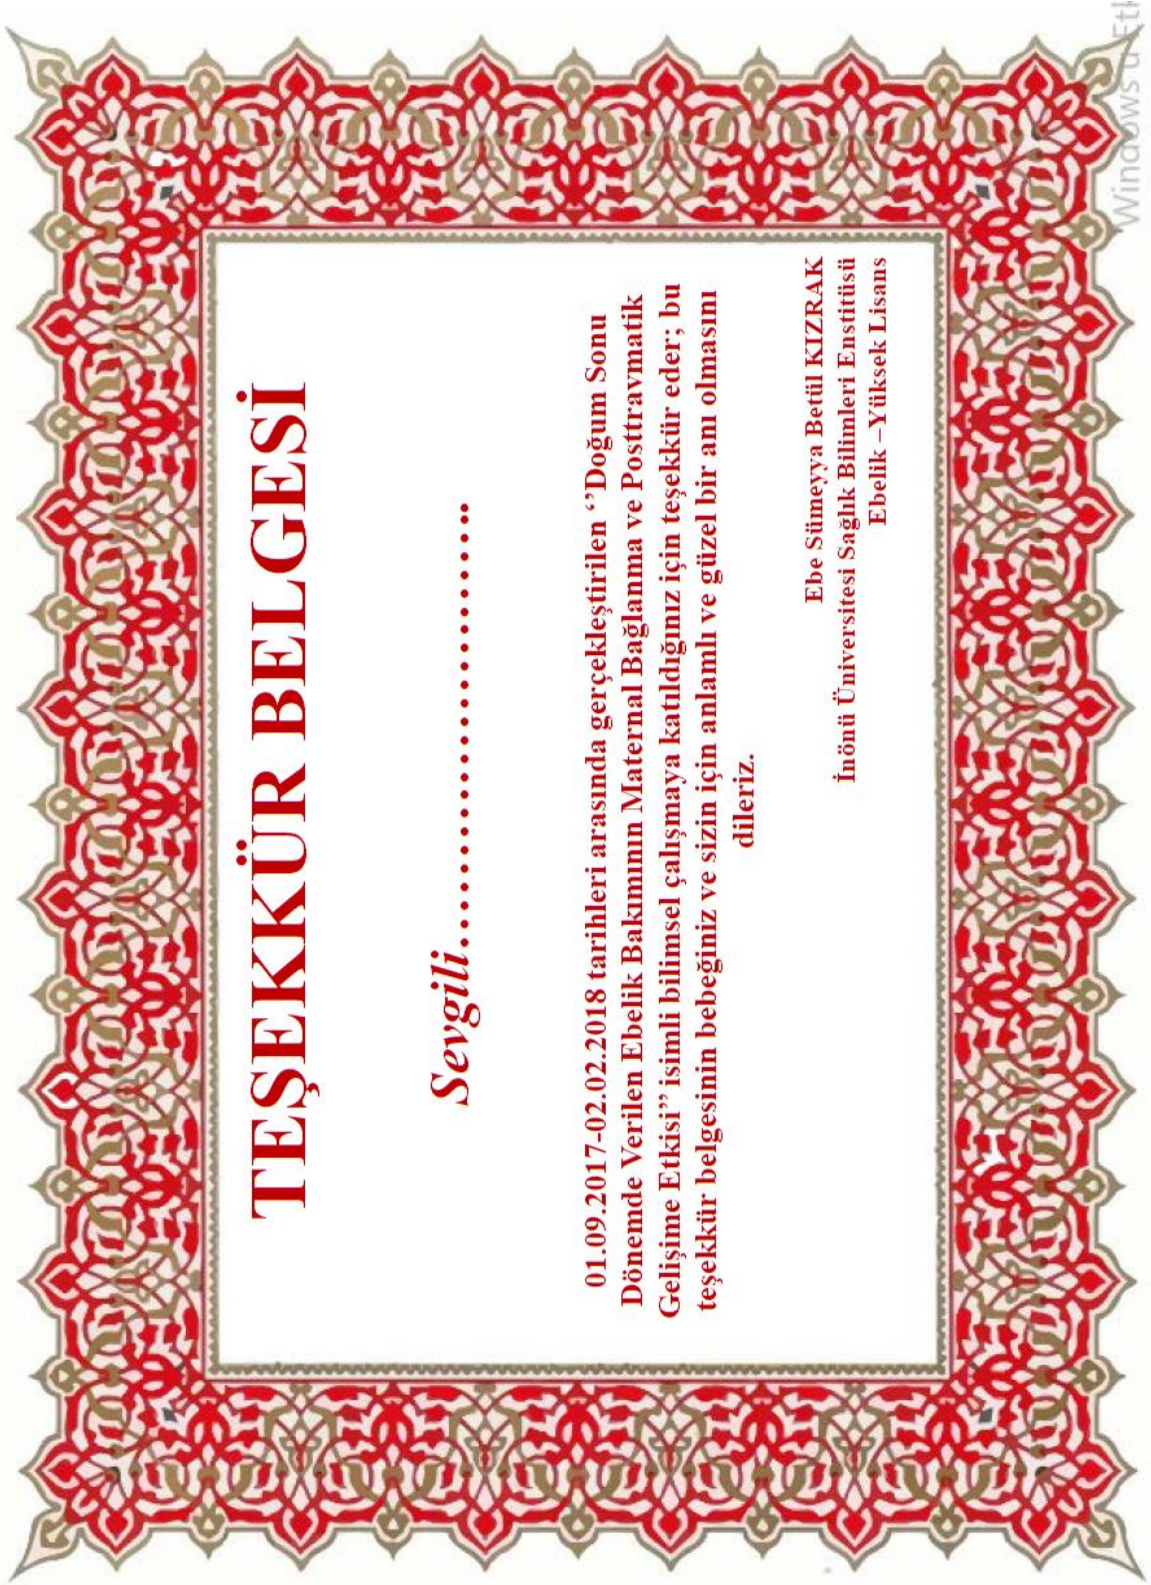 TEŞEKKÜR BELGESİ
Sevgili...................................
01.09.2017-02.02.2018 tarihleri arasında gerçekleştirilen ‘’Doğum Sonu
Dönemde Verilen Ebelik Bakımının Maternal Bağlanma ve Posttravmatik
Gelişime Etkisi’’ isimli bilimsel çalışmaya katıldığınız için teşekkür eder; bu
teşekkür belgesinin bebeğiniz ve sizin için anlamlı ve güzel bir anı olmasını
dileriz.
Ebe Sümeyya Betül KIZRAK
İnönü Üniversitesi Sağlık Bilimleri Enstitüsü
Ebelik –Yüksek Lisans
Windows'u Etk